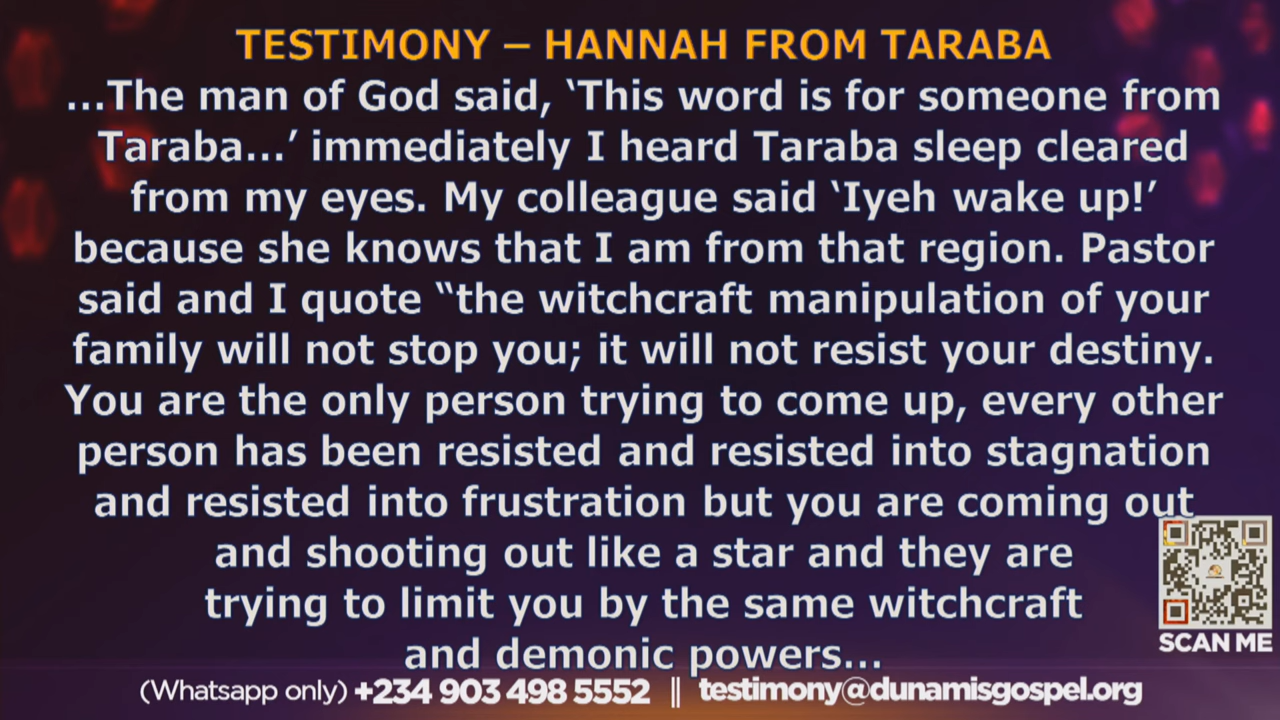 TESTIMONY – HANNAH FROM TARABA
...The man of God said, ‘This word is for someone from
Taraba...’ immediately I heard Taraba sleep cleared
from my eyes. My colleague said ‘Iyeh wake up!’
because she knows that I am from that region. Pastor
said and I quote “the witchcraft manipulation of your
family will not stop you; it will not resist your destiny.
You are the only person trying to come up, every other
person has been resisted and resisted into stagnation
and resisted into frustration but you are coming out
and shooting out like a star and they are
trying to limit you by the same witchcraft
and demonic powers...
SCAN ME
(Whatsapp only) +234 903 498 5552 || testimony@dunamisgospel.org